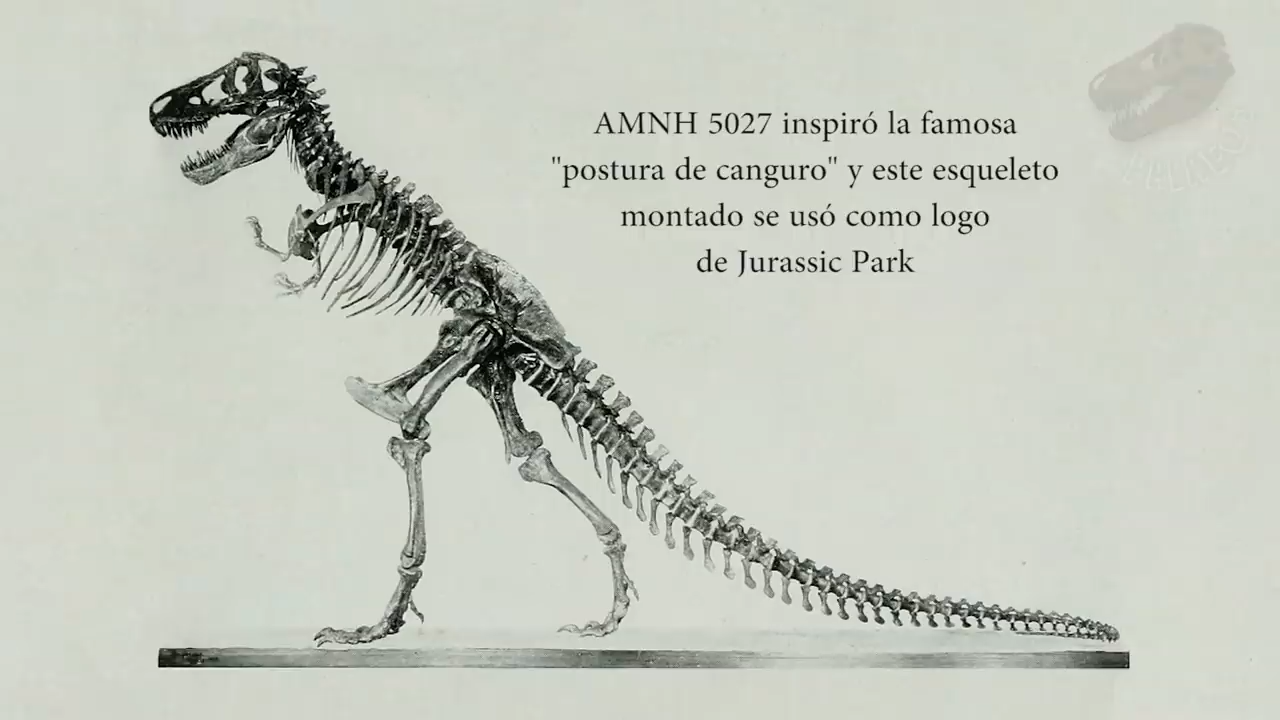 AMNH 5027 inspiró la famosa
"postura de canguro" y este esqueleto
montado se usó como logo
de Jurassic Park